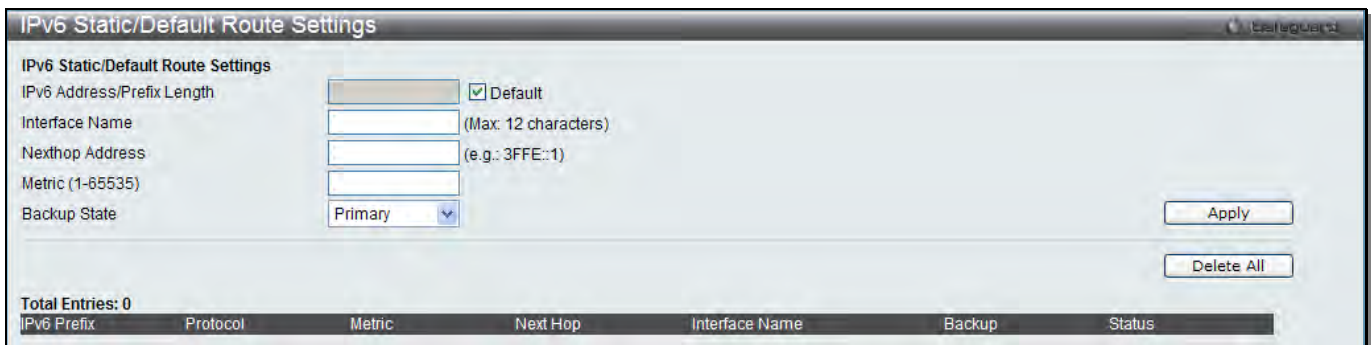 IPv6 Static/Default Route Settings
Safeguard
IPv6 Static/Default Route Settings
IPv6 Address/Prefix Length Default
Interface Name (Max: 12 characters)
Nexthop Address (e.g.: 3FFE::1)
Metric (1-65535)
Backup State Primary Apply
Delete All
Total Entries: 0
IPv6 Prefix Protocol Metric Next Hop Interface Name Backup Status